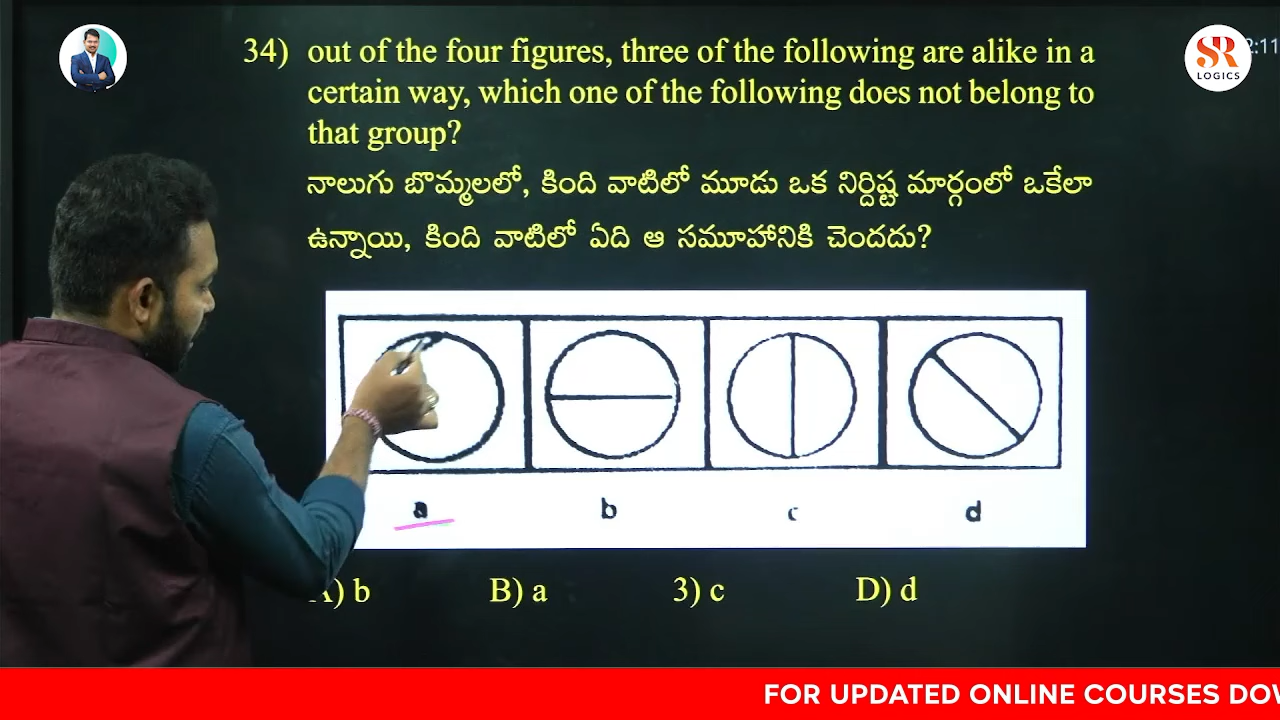 34) out of the four figures, three of the following are alike in a
certain way, which one of the following does not belong to
that group?
నాలుగు బొమ్మలలో, కింది వాటిలో మూడు ఒక నిర్దిష్ట మార్గంలో ఒకేలా
ఉన్నాయి, కింది వాటిలో ఏది ఆ సమూహానికి చెందదు?
SR
LOGICS
2:11
a b c d
A) b B) a 3) c D) d
FOR UPDATED ONLINE COURSES